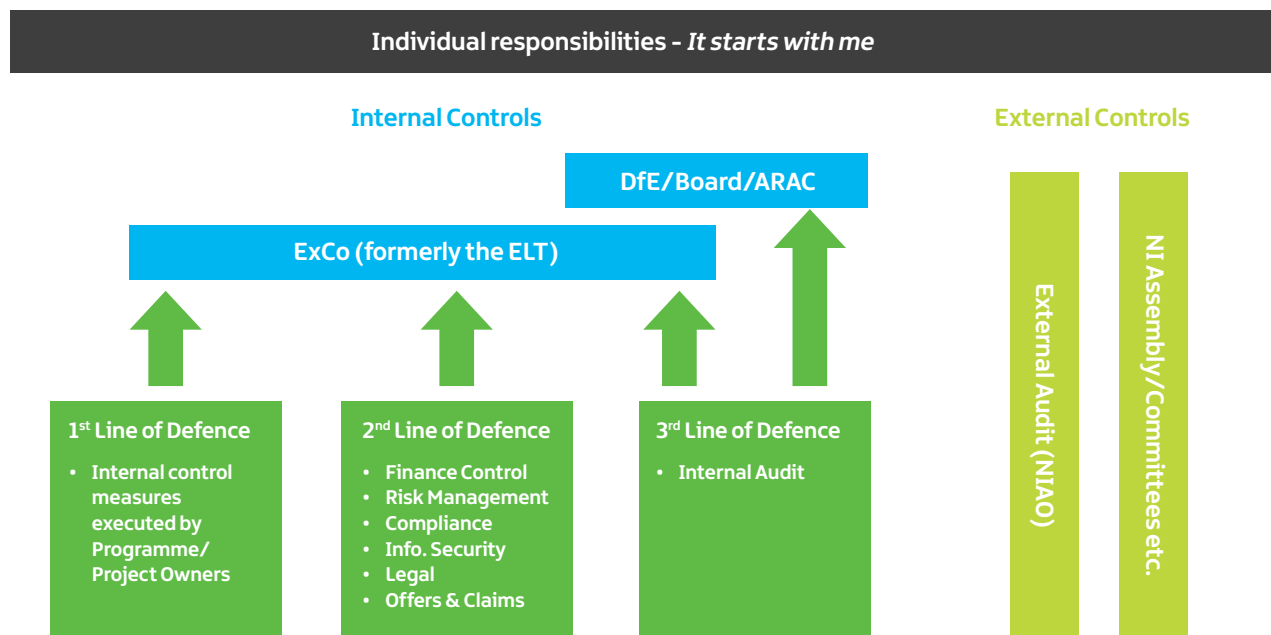 Individual responsibilities - It starts with me
Internal Controls
External Controls
DfE/Board/ARAC
ExCo (formerly the ELT)
1st Line of Defence
• Internal control
measures
executed by
Programme/
Project Owners
2nd Line of Defence
• Finance Control
• Risk Management
• Compliance
• Info. Security
• Legal
• Offers & Claims
3rd Line of Defence
• Internal Audit
External Audit (NIAO)
NI Assembly/Committees etc.